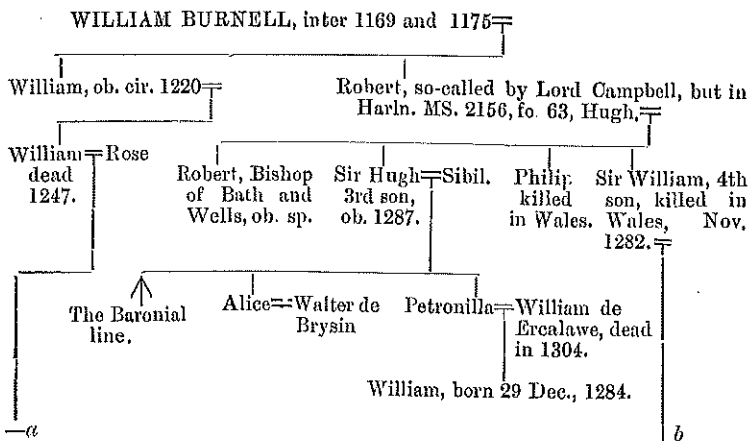 WILLIAM BURNELL, inter 1169 and 1175
William, ob. cir. 1220
Robert, so-called by Lord Campbell, but in
Harln. MS. 2156, fo. 63, Hugh.
William=Rose
dead
1247.
Robert, Bishop
of Bath and
Wells, ob. sp.
Sir Hugh=Sibil.
3rd son,
ob. 1287.
Philip
killed
in Wales.
Sir William, 4th
son, killed in
Wales, Nov.
1282.
The Baronial
line.
Alice=Walter de
Brysin
Petronilla=William de
Ercalawe, dead
in 1304.
William, born 29 Dec., 1284.
—a
b